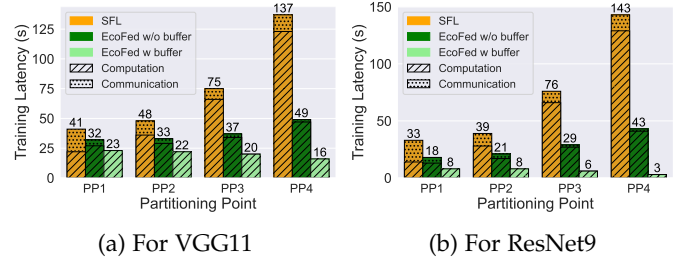 Training Latency (s)
125
100
75
50
25
0
SFL
EcoFed w/o buffer
EcoFed w buffer
Computation
Communication
41
32
23
48
33
22
75
37
20
137
49
16
PP1
PP2
PP3
PP4
Partitioning Point
(a) For VGG11
Training Latency (s)
150
100
50
0
SFL
EcoFed w/o buffer
EcoFed w buffer
Computation
Communication
33
18
8
39
21
8
76
29
6
143
43
3
PP1
PP2
PP3
PP4
Partitioning Point
(b) For ResNet9